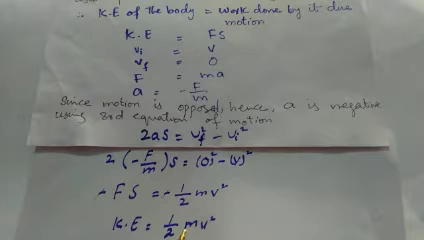 ∴ K.E of the body = work done by it due
motion
K.E = FS
vi = v
vf = 0
F = ma
a = -F/m
Since motion is opposed, hence, a is negative
using 3rd equation of motion
2aS = vf² - vi²
2(-F/m)S = (0)² - (v)²
-FS = -1/2 mv²
K.E = 1/2 mv²